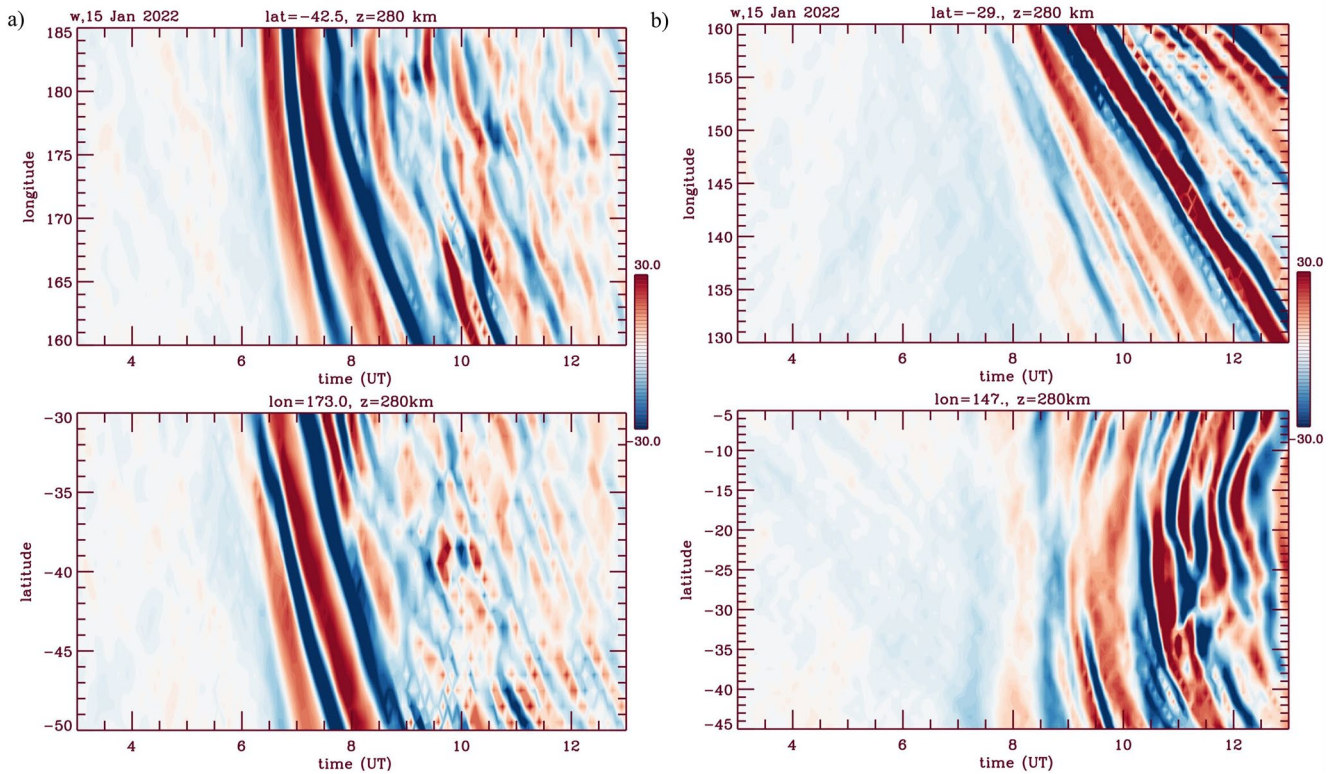 a)
w,15 Jan 2022 lat=−42.5, z=280 km
185
180
175
170
165
160
longitude
4 6 8 10 12
time (UT)
30.0
−30.0
lon=173.0, z=280km
−30
−35
−40
−45
−50
latitude
4 6 8 10 12
time (UT)
b)
w,15 Jan 2022 lat=−29., z=280 km
160
155
150
145
140
135
130
longitude
4 6 8 10 12
time (UT)
30.0
−30.0
lon=147., z=280km
−5
−10
−15
−20
−25
−30
−35
−40
−45
latitude
4 6 8 10 12
time (UT)